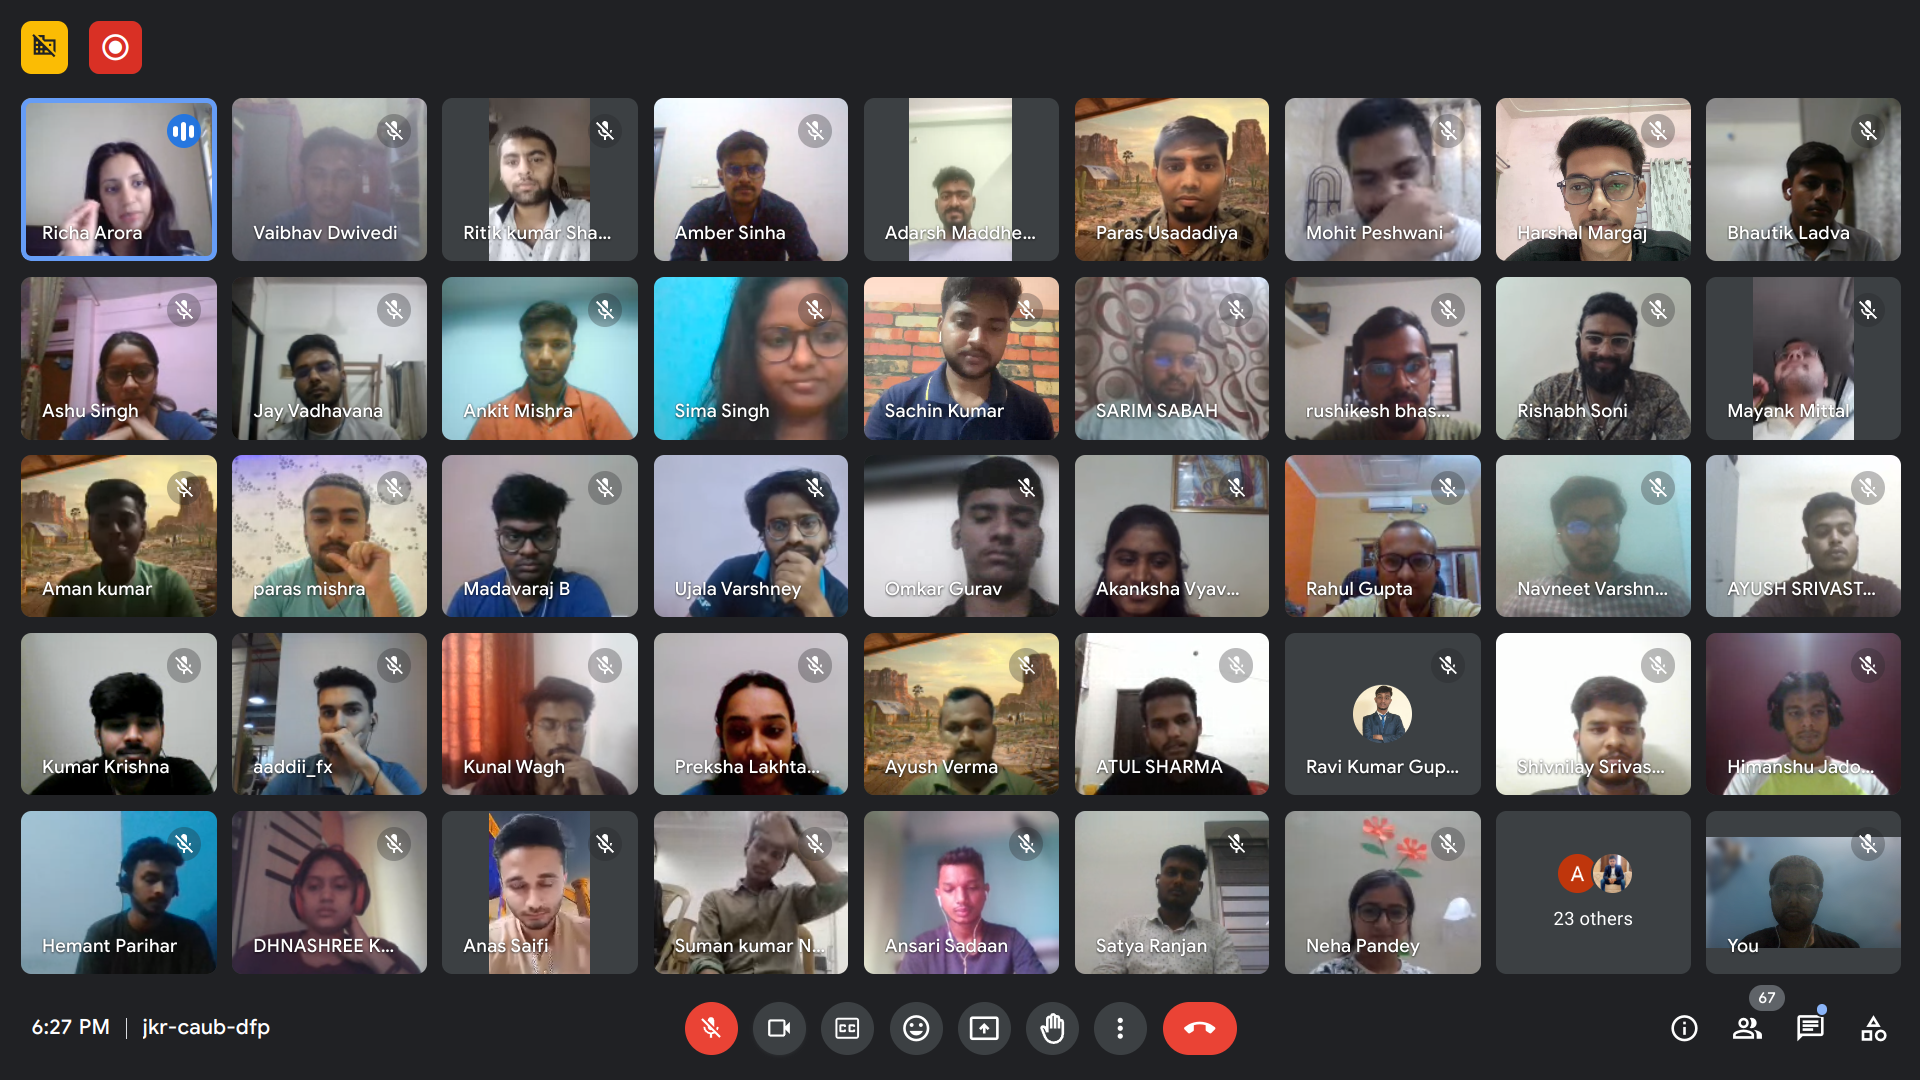 Richa Arora
Vaibhav Dwivedi
Ritik kumar Sha...
Amber Sinha
Adarsh Maddhe...
Paras Usadadiya
Mohit Peshwani
Harshal Margaj
Bhautik Ladva
Ashu Singh
Jay Vadhavana
Ankit Mishra
Sima Singh
Sachin Kumar
SARIM SABAH
rushikesh bhas...
Rishabh Soni
Mayank Mittal
Aman kumar
paras mishra
Madavaraj B
Ujala Varshney
Omkar Gurav
Akanksha Vyav...
Rahul Gupta
Navneet Varshn...
AYUSH SRIVAST...
Kumar Krishna
aaddii_fx
Kunal Wagh
Preksha Lakhta...
Ayush Verma
ATUL SHARMA
Ravi Kumar Gup...
Shivnilay Srivas...
Himanshu Jado...
Hemant Parihar
DHNASHREE K...
Anas Saifi
Suman kumar N...
Ansari Sadaan
Satya Ranjan
Neha Pandey
A
23 others
You
6:27 PM | jkr-caub-dfp
CC
67